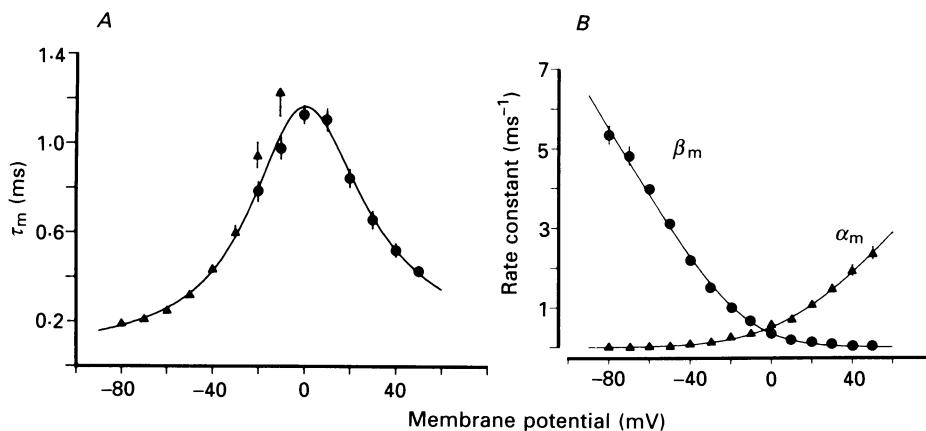 A
1·4
1·0
0·6
0·2
τm (ms)
−80
−40
0
40
B
7
5
3
1
Rate constant (ms⁻¹)
βm
αm
−80
−40
0
40
Membrane potential (mV)